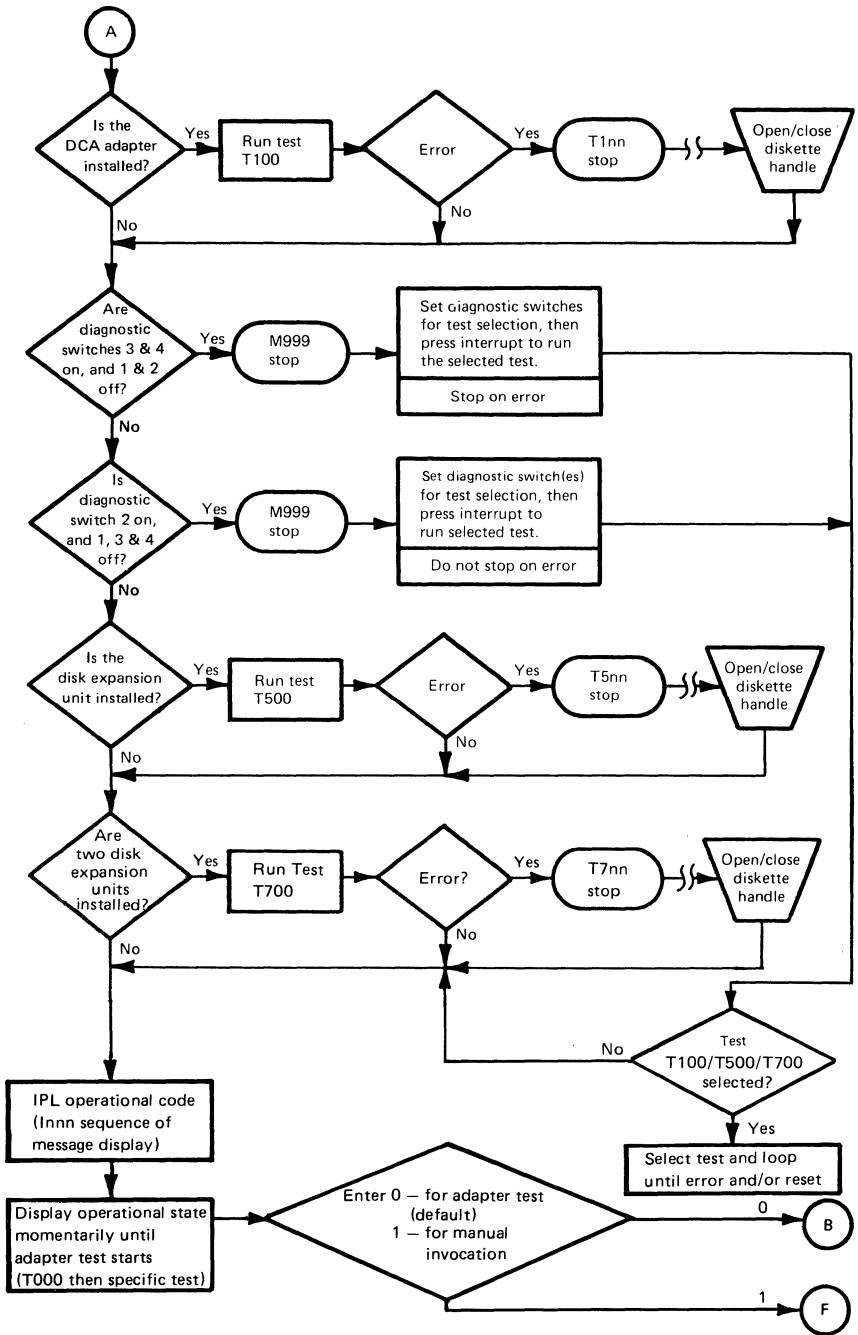 A
Is the
DCA adapter
installed?
Yes
Run test
T100
Error
Yes
T1nn
stop
Open/close
diskette
handle
No
No
Are
diagnostic
switches 3 & 4
on, and 1 & 2
off?
Yes
M999
stop
Set diagnostic switches
for test selection, then
press interrupt to run
the selected test.
Stop on error
No
Is
diagnostic
switch 2 on,
and 1, 3 & 4
off?
Yes
M999
stop
Set diagnostic switch(es)
for test selection, then
press interrupt to
run selected test.
Do not stop on error
No
Is the
disk expansion
unit installed?
Yes
Run test
T500
Error
Yes
T5nn
stop
Open/close
diskette
handle
No
No
Are
two disk
expansion
units
installed?
Yes
Run Test
T700
Error?
Yes
T7nn
stop
Open/close
diskette
handle
No
No
Test
T100/T500/T700
selected?
No
Yes
Select test and loop
until error and/or reset
IPL operational code
(Innn sequence of
message display)
Display operational state
momentarily until
adapter test starts
(T000 then specific test)
Enter 0 – for adapter test
(default)
1 – for manual
invocation
0
B
1
F